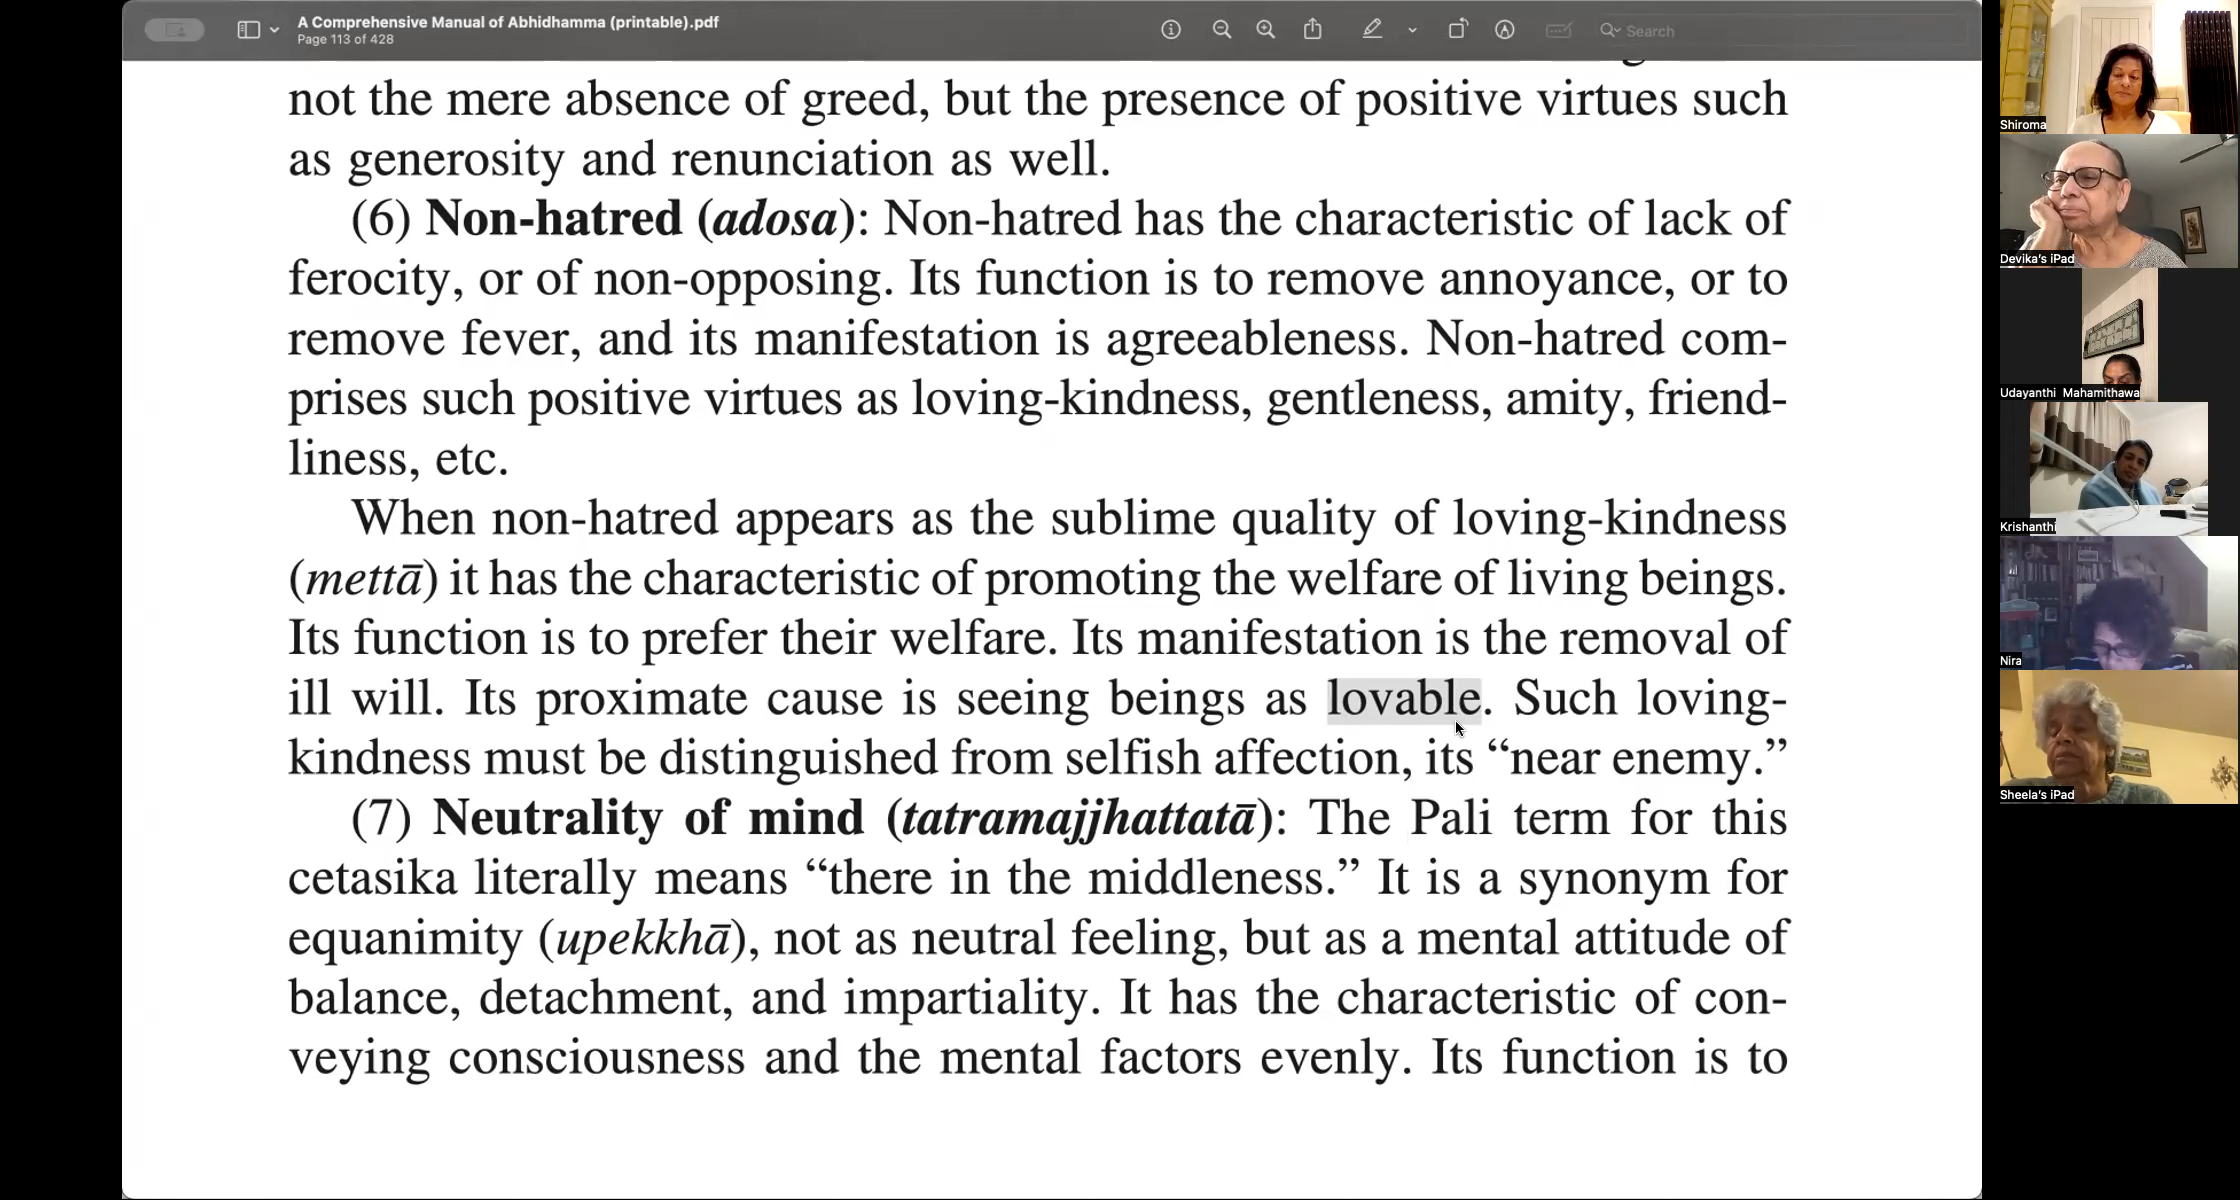 A Comprehensive Manual of Abhidhamma (printable).pdf
Page 113 of 428
Search
not the mere absence of greed, but the presence of positive virtues such
as generosity and renunciation as well.
(6) Non-hatred (adosa): Non-hatred has the characteristic of lack of
ferocity, or of non-opposing. Its function is to remove annoyance, or to
remove fever, and its manifestation is agreeableness. Non-hatred com-
prises such positive virtues as loving-kindness, gentleness, amity, friend-
liness, etc.
When non-hatred appears as the sublime quality of loving-kindness
(mettā) it has the characteristic of promoting the welfare of living beings.
Its function is to prefer their welfare. Its manifestation is the removal of
ill will. Its proximate cause is seeing beings as lovable. Such loving-
kindness must be distinguished from selfish affection, its “near enemy.”
(7) Neutrality of mind (tatramajjhattatā): The Pali term for this
cetasika literally means “there in the middleness.” It is a synonym for
equanimity (upekkhā), not as neutral feeling, but as a mental attitude of
balance, detachment, and impartiality. It has the characteristic of con-
veying consciousness and the mental factors evenly. Its function is to
Shiroma
Devika's iPad
Udayanthi Mahamithawa
Krishanthi
Nira
Sheela's iPad